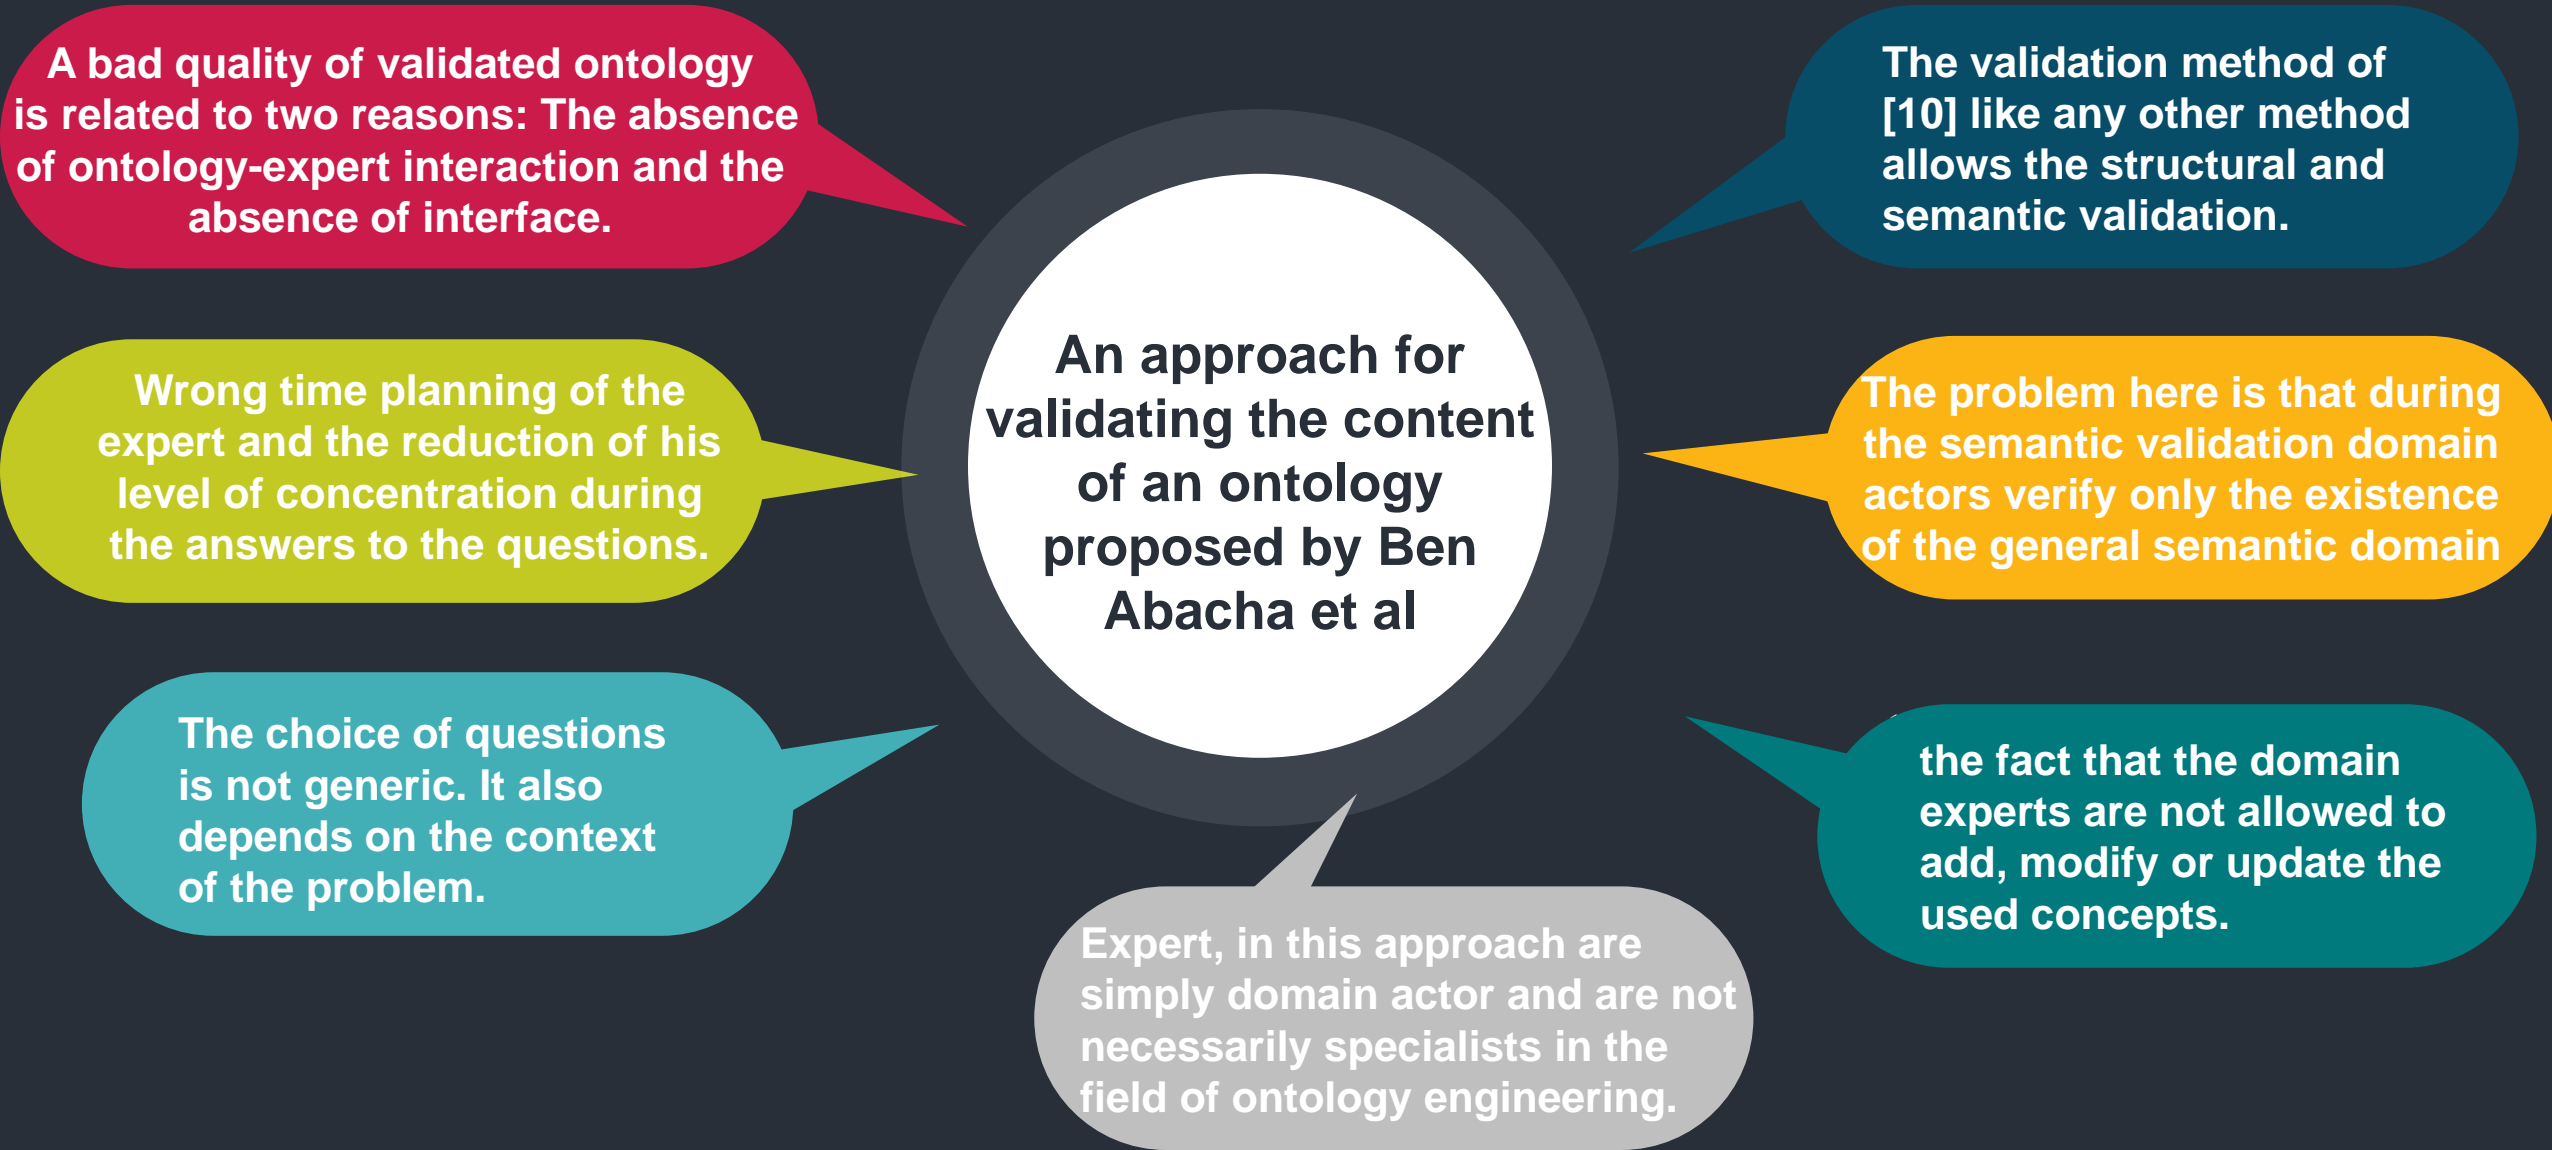 A bad quality of validated ontology
is related to two reasons: The absence
of ontology-expert interaction and the
absence of interface.
Wrong time planning of the
expert and the reduction of his
level of concentration during
the answers to the questions.
The choice of questions
is not generic. It also
depends on the context
of the problem.
An approach for
validating the content
of an ontology
proposed by Ben
Abacha et al
Expert, in this approach are
simply domain actor and are not
necessarily specialists in the
field of ontology engineering.
The validation method of
[10] like any other method
allows the structural and
semantic validation.
The problem here is that during
the semantic validation domain
actors verify only the existence
of the general semantic domain
the fact that the domain
experts are not allowed to
add, modify or update the
used concepts.